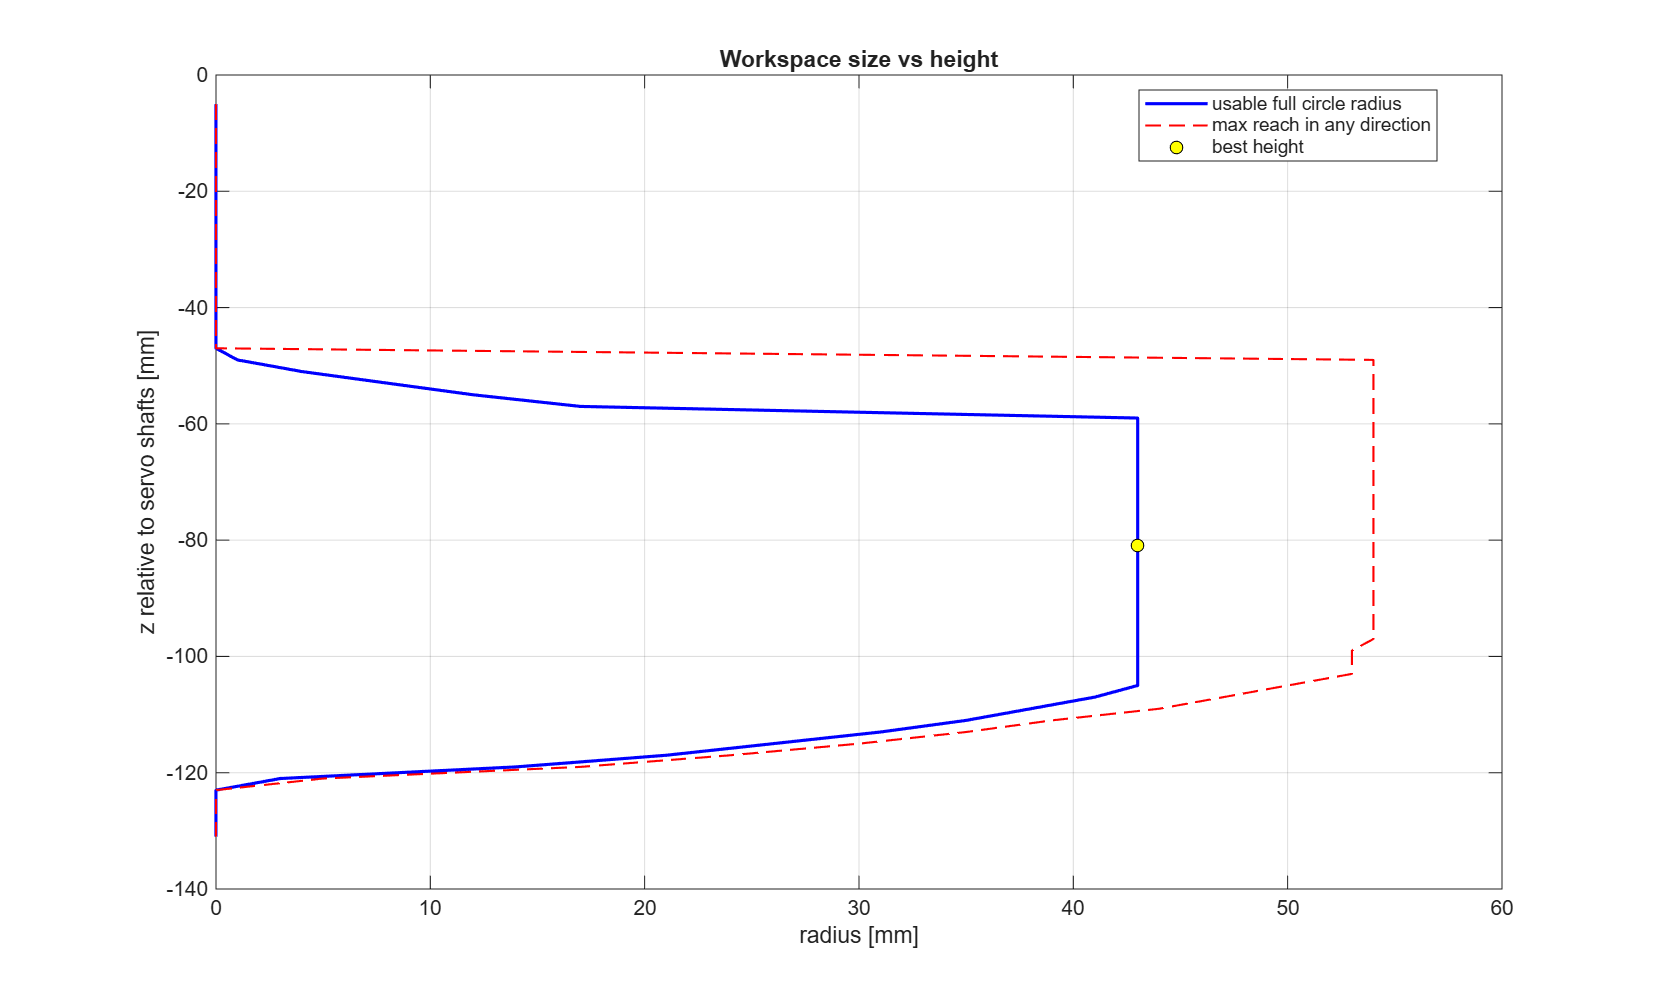 Workspace size vs height
usable full circle radius
max reach in any direction
best height
0
-20
-40
-60
-80
-100
-120
-140
z relative to servo shafts [mm]
0 10 20 30 40 50 60
radius [mm]